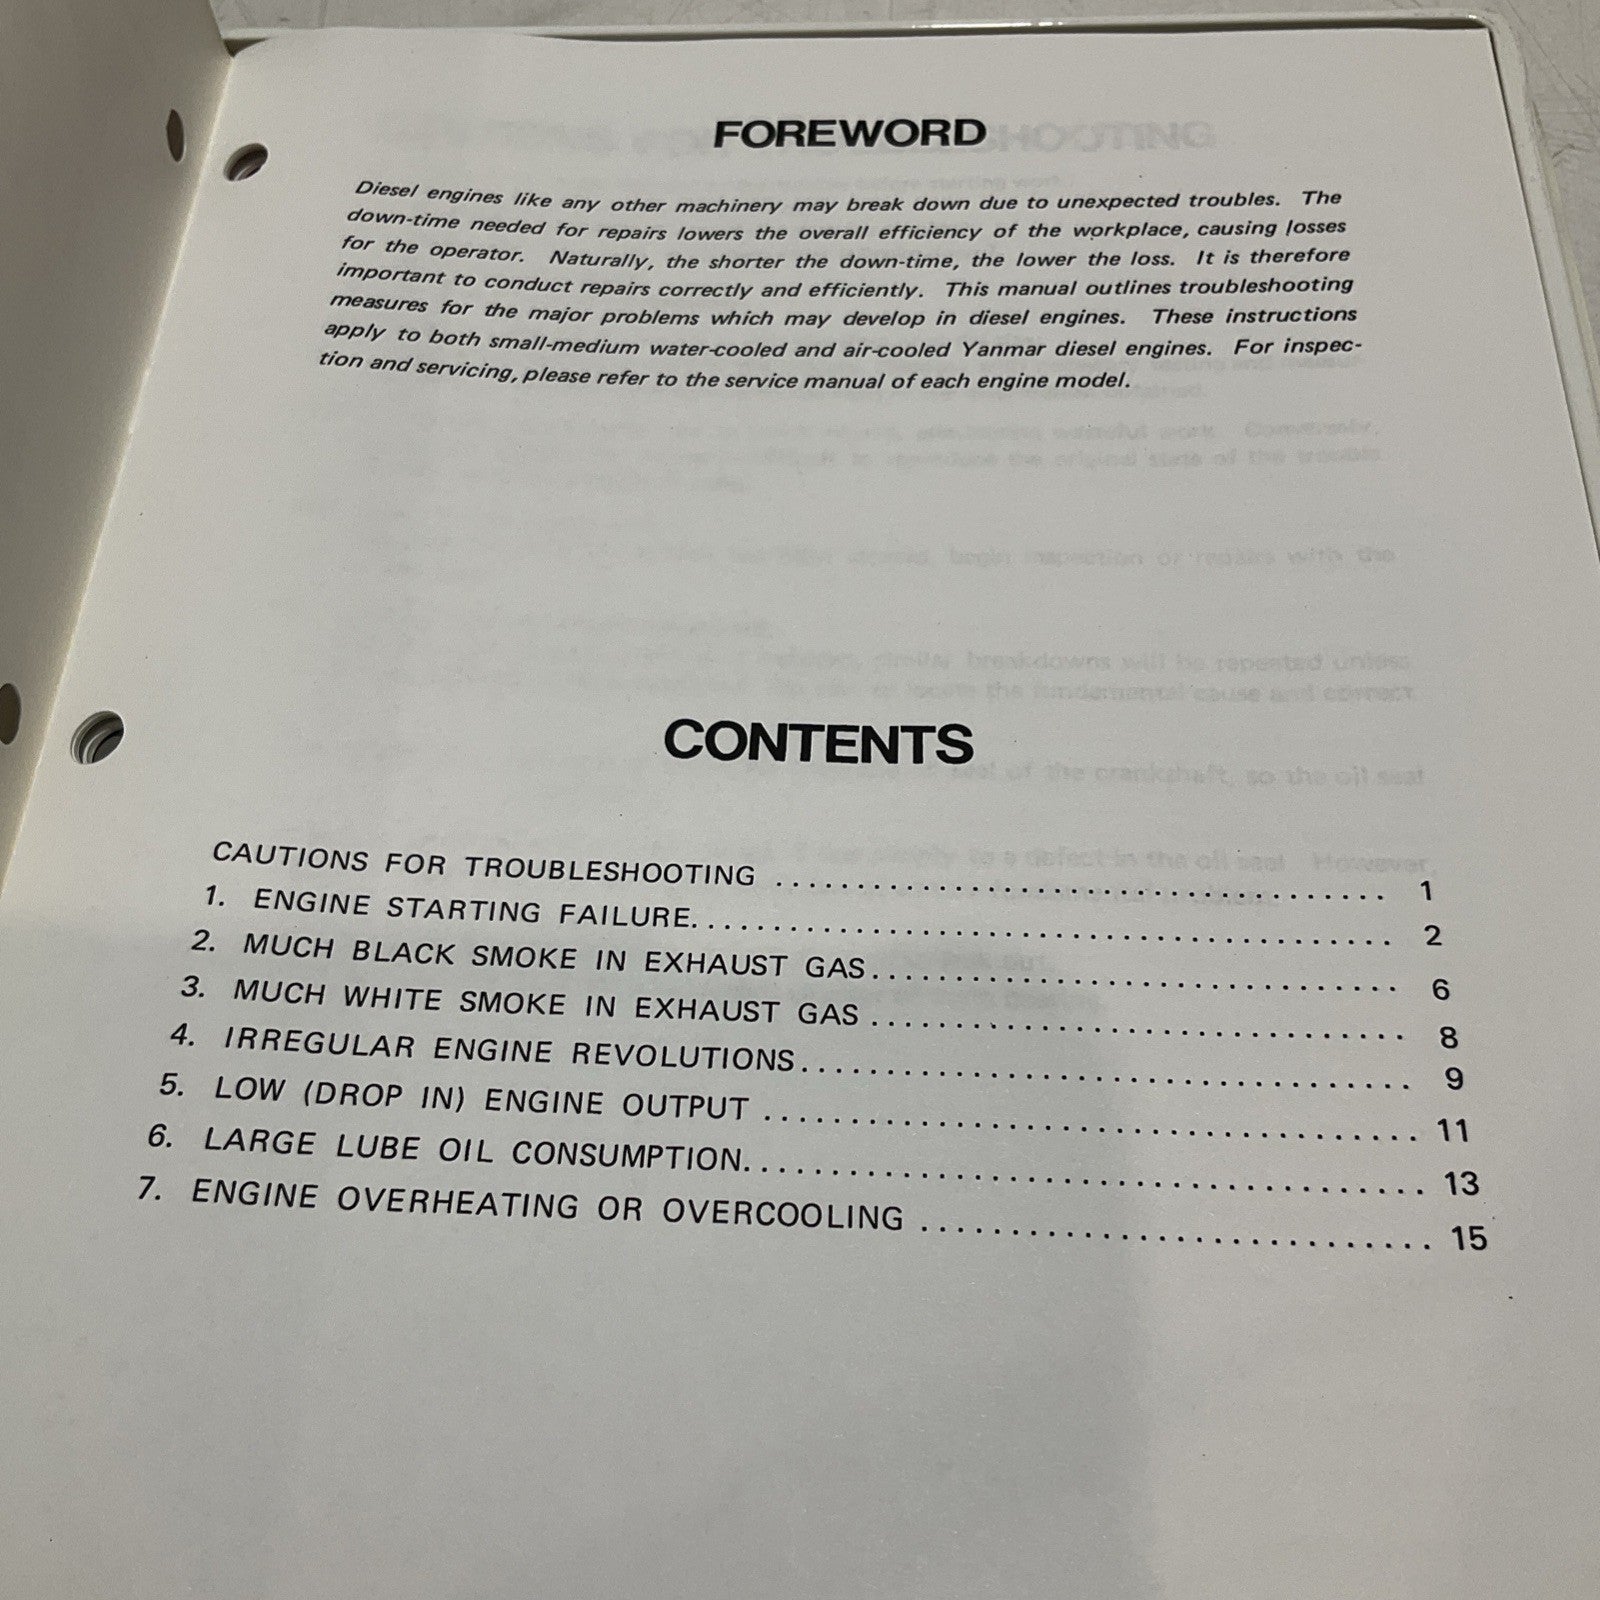 FOREWORD
Diesel engines like any other machinery may break down due to unexpected troubles. The
down-time needed for repairs lowers the overall efficiency of the workplace, causing losses
for the operator. Naturally, the shorter the down-time, the lower the loss. It is therefore
important to conduct repairs correctly and efficiently. This manual outlines troubleshooting
measures for the major problems which may develop in diesel engines. These instructions
apply to both small-medium water-cooled and air-cooled Yanmar diesel engines. For inspec-
tion and servicing, please refer to the service manual of each engine model.
CONTENTS
CAUTIONS FOR TROUBLESHOOTING ..................................... 1
1. ENGINE STARTING FAILURE.......................................... 2
2. MUCH BLACK SMOKE IN EXHAUST GAS................................ 6
3. MUCH WHITE SMOKE IN EXHAUST GAS ................................ 8
4. IRREGULAR ENGINE REVOLUTIONS..................................... 9
5. LOW (DROP IN) ENGINE OUTPUT ....................................... 11
6. LARGE LUBE OIL CONSUMPTION........................................ 13
7. ENGINE OVERHEATING OR OVERCOOLING .............................. 15